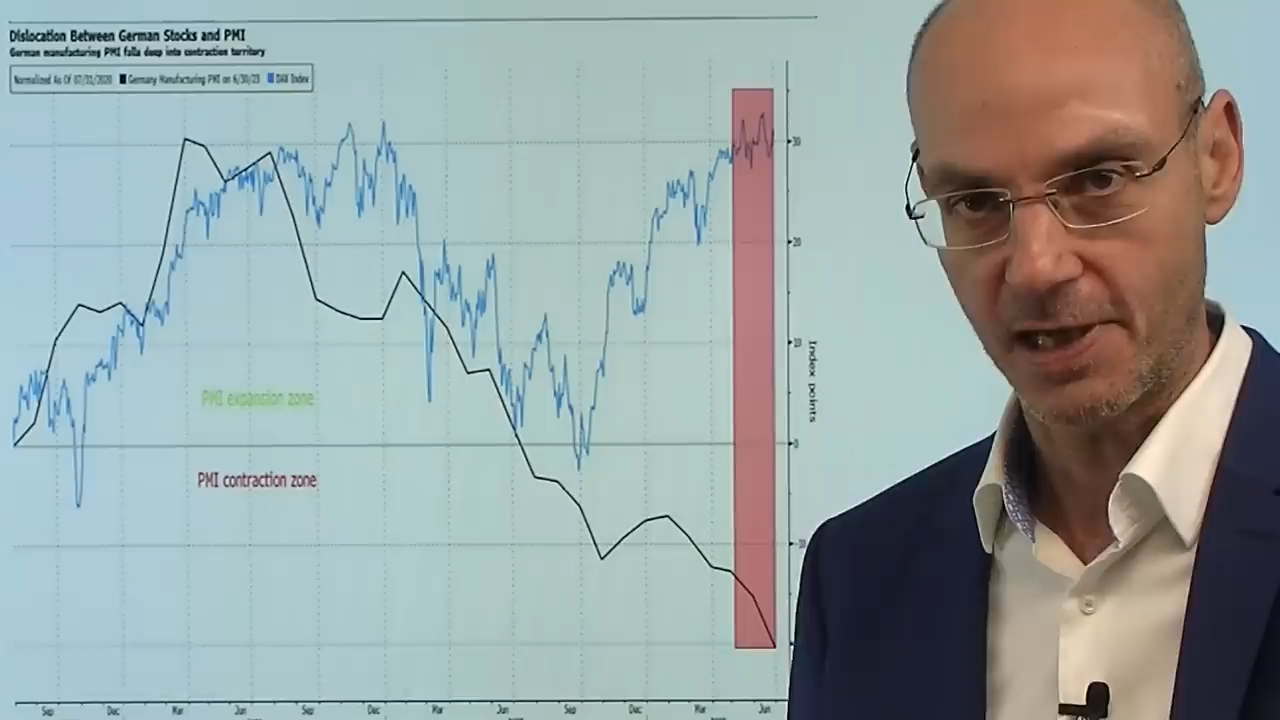 Dislocation Between German Stocks and PMI
German manufacturing PMI falls deep into contraction territory
Normalized As Of 07/31/2020 Germany Manufacturing PMI on 6/30/23 DAX Index
30
20
10
0
Index points
PMI expansion zone
PMI contraction zone
Sep Dec Mar Jun Sep Dec Mar Jun Sep Dec Mar Jun